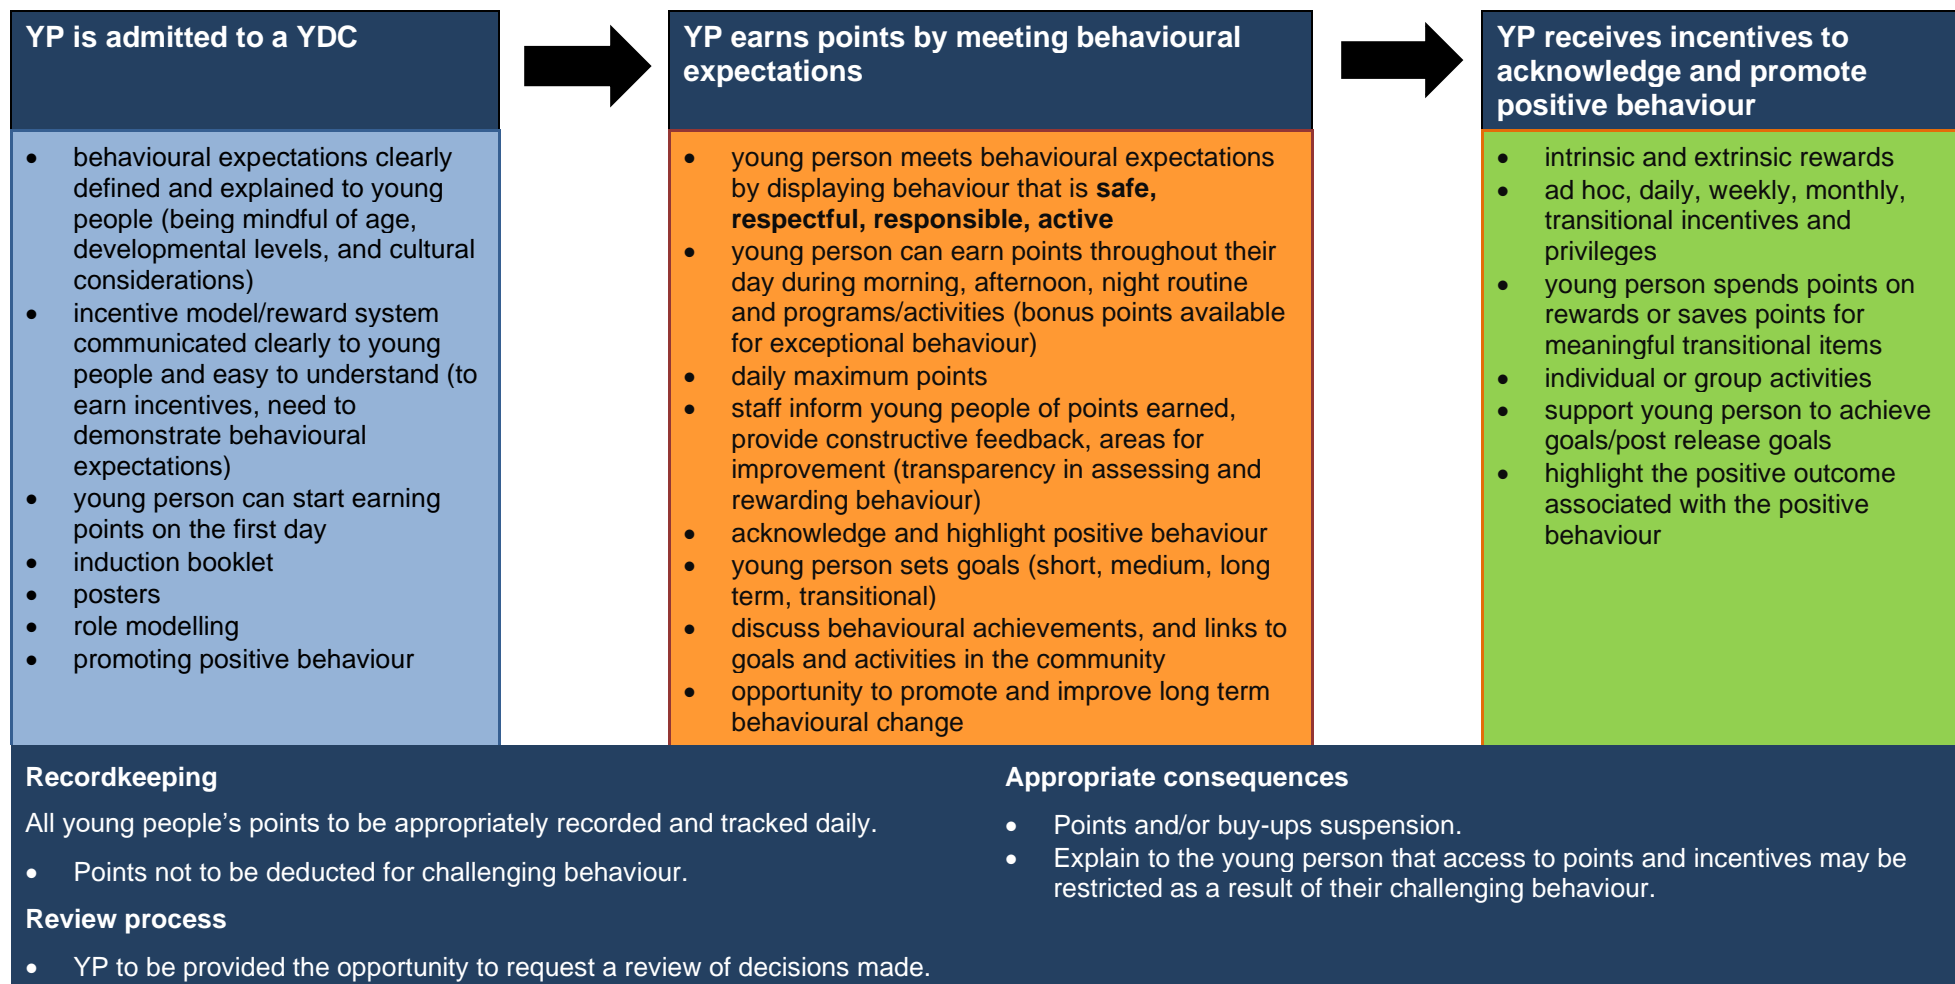 YP is admitted to a YDC
• behavioural expectations clearly
defined and explained to young
people (being mindful of age,
developmental levels, and cultural
considerations)
• incentive model/reward system
communicated clearly to young
people and easy to understand (to
earn incentives, need to
demonstrate behavioural
expectations)
• young person can start earning
points on the first day
• induction booklet
• posters
• role modelling
• promoting positive behaviour
YP earns points by meeting behavioural
expectations
• young person meets behavioural expectations
by displaying behaviour that is safe,
respectful, responsible, active
• young person can earn points throughout their
day during morning, afternoon, night routine
and programs/activities (bonus points available
for exceptional behaviour)
• daily maximum points
• staff inform young people of points earned,
provide constructive feedback, areas for
improvement (transparency in assessing and
rewarding behaviour)
• acknowledge and highlight positive behaviour
• young person sets goals (short, medium, long
term, transitional)
• discuss behavioural achievements, and links to
goals and activities in the community
• opportunity to promote and improve long term
behavioural change
YP receives incentives to
acknowledge and promote
positive behaviour
• intrinsic and extrinsic rewards
• ad hoc, daily, weekly, monthly,
transitional incentives and
privileges
• young person spends points on
rewards or saves points for
meaningful transitional items
• individual or group activities
• support young person to achieve
goals/post release goals
• highlight the positive outcome
associated with the positive
behaviour
Recordkeeping
All young people’s points to be appropriately recorded and tracked daily.
• Points not to be deducted for challenging behaviour.
Review process
• YP to be provided the opportunity to request a review of decisions made.
Appropriate consequences
• Points and/or buy-ups suspension.
• Explain to the young person that access to points and incentives may be
restricted as a result of their challenging behaviour.